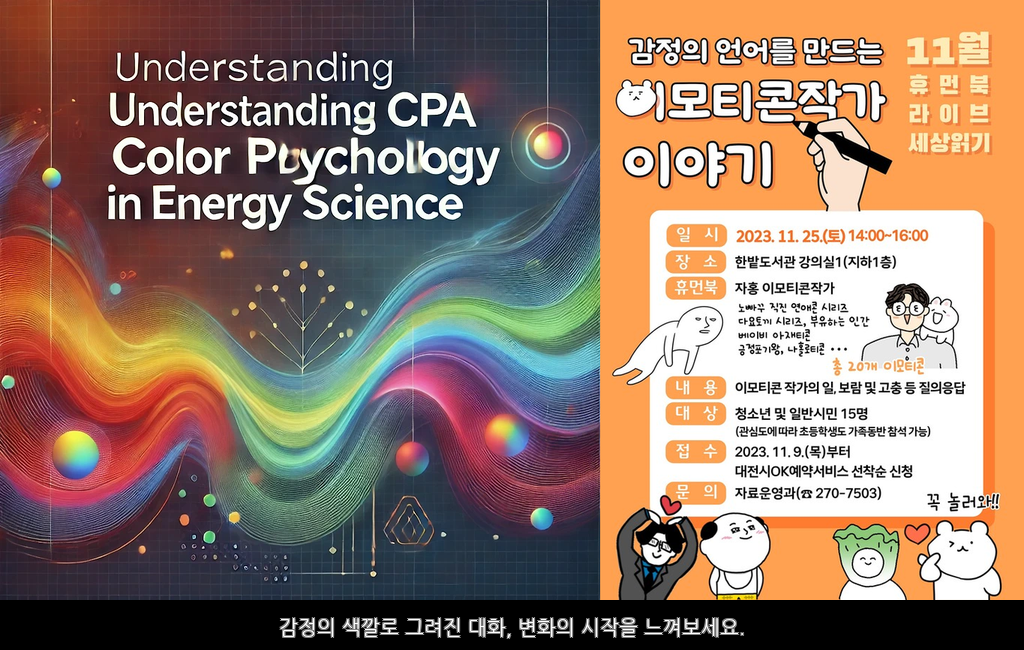 Understanding
Understanding CPA
Color Psychology
in Energy Science
감정의 언어를 만드는
이모티콘작가
이야기
11월
휴먼북
라이브
세상읽기
일 시 2023. 11. 25.(토) 14:00~16:00
장 소 한밭도서관 강의실1(지하1층)
휴먼북 자홍 이모티콘작가
노빠꾸 직진 연애콘 시리즈
다요토끼 시리즈, 부유하는 인간
베이비 아재티콘
긍정포기왕, 나홀로티콘 ...
총 20개 이모티콘
내 용 이모티콘 작가의 일, 보람 및 고충 등 질의응답
대 상 청소년 및 일반시민 15명
(관심도에 따라 초등학생도 가족동반 참석 가능)
접 수 2023. 11. 9.(목)부터
대전시OK예약서비스 선착순 신청
문 의 자료운영과(☎ 270-7503)
꼭 놀러와!!
감정의 색깔로 그려진 대화, 변화의 시작을 느껴보세요.